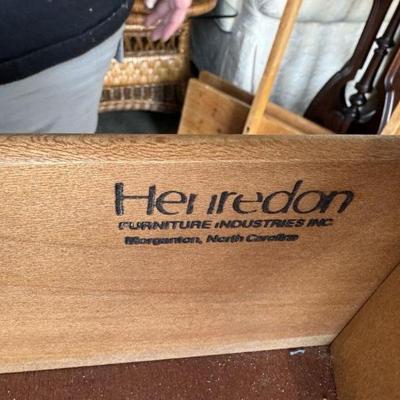 Henredon
FURNITURE INDUSTRIES INC.
Morganton, North Carolina